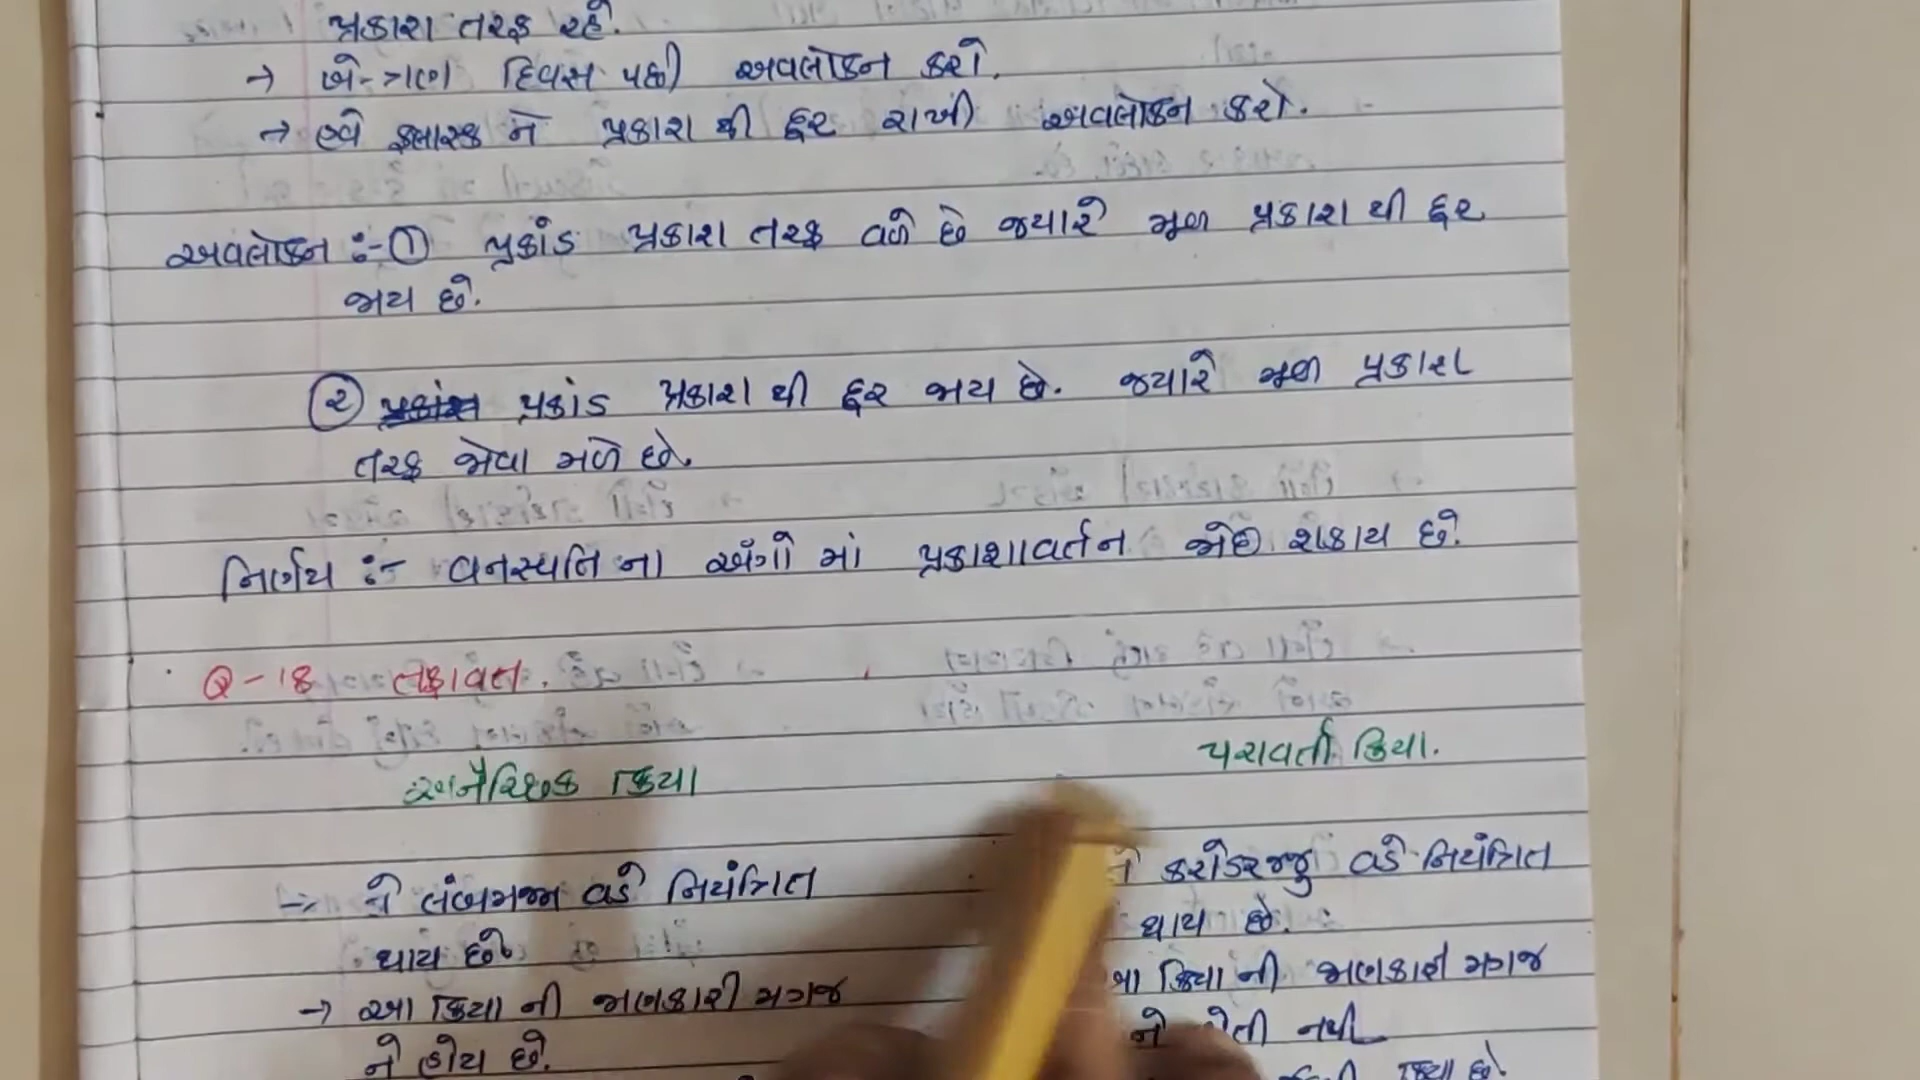 પ્રકાશ તરફ રહે.
→ બે-ત્રણ દિવસ પછી અવલોકન કરો.
→ હવે ફ્લાસ્ક ને પ્રકાશ થી દૂર રાખી અવલોકન કરો.
અવલોકન :- ① પ્રકાંડ પ્રકાશ તરફ વળે છે જ્યારે મૂળ પ્રકાશ થી દૂર
જાય છે.
② પ્રકાંડ પ્રકાશ થી દૂર જાય છે. જ્યારે મૂળ પ્રકાશ
તરફ જોવા મળે છે.
નિર્ણય :- વનસ્પતિ ના અંગો માં પ્રકાશાવર્તન જોઈ શકાય છે.
Q-18 તફાવત.
અનૈચ્છિક ક્રિયા
પરાવર્તી ક્રિયા.
→ તે લંબમજ્જા વડે નિયંત્રિત
થાય છે.
→ આ ક્રિયા ની જાણકારી મગજ
ને હોય છે.
તે કરોડરજ્જુ વડે નિયંત્રિત
થાય છે.
આ ક્રિયા ની જાણકારી મગજ
ને હોતી નથી
ક્રિયા છે.